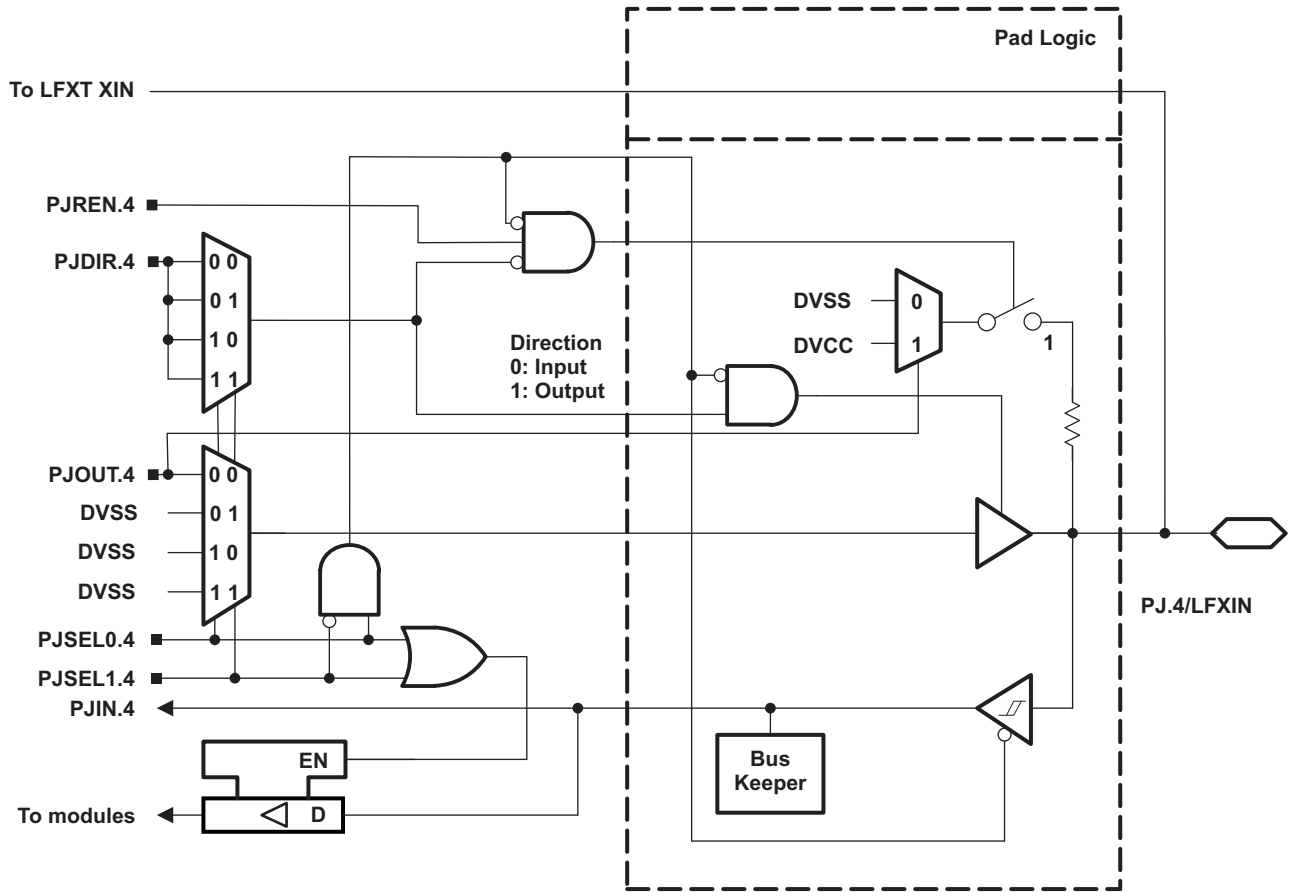 Pad Logic
To LFXT XIN
PJREN.4
PJDIR.4
0 0
0 1
1 0
1 1
Direction
0: Input
1: Output
DVSS
0
DVCC
1
1
PJOUT.4
0 0
DVSS
0 1
DVSS
1 0
DVSS
1 1
PJ.4/LFXIN
PJSEL0.4
PJSEL1.4
PJIN.4
EN
Bus
Keeper
To modules
D